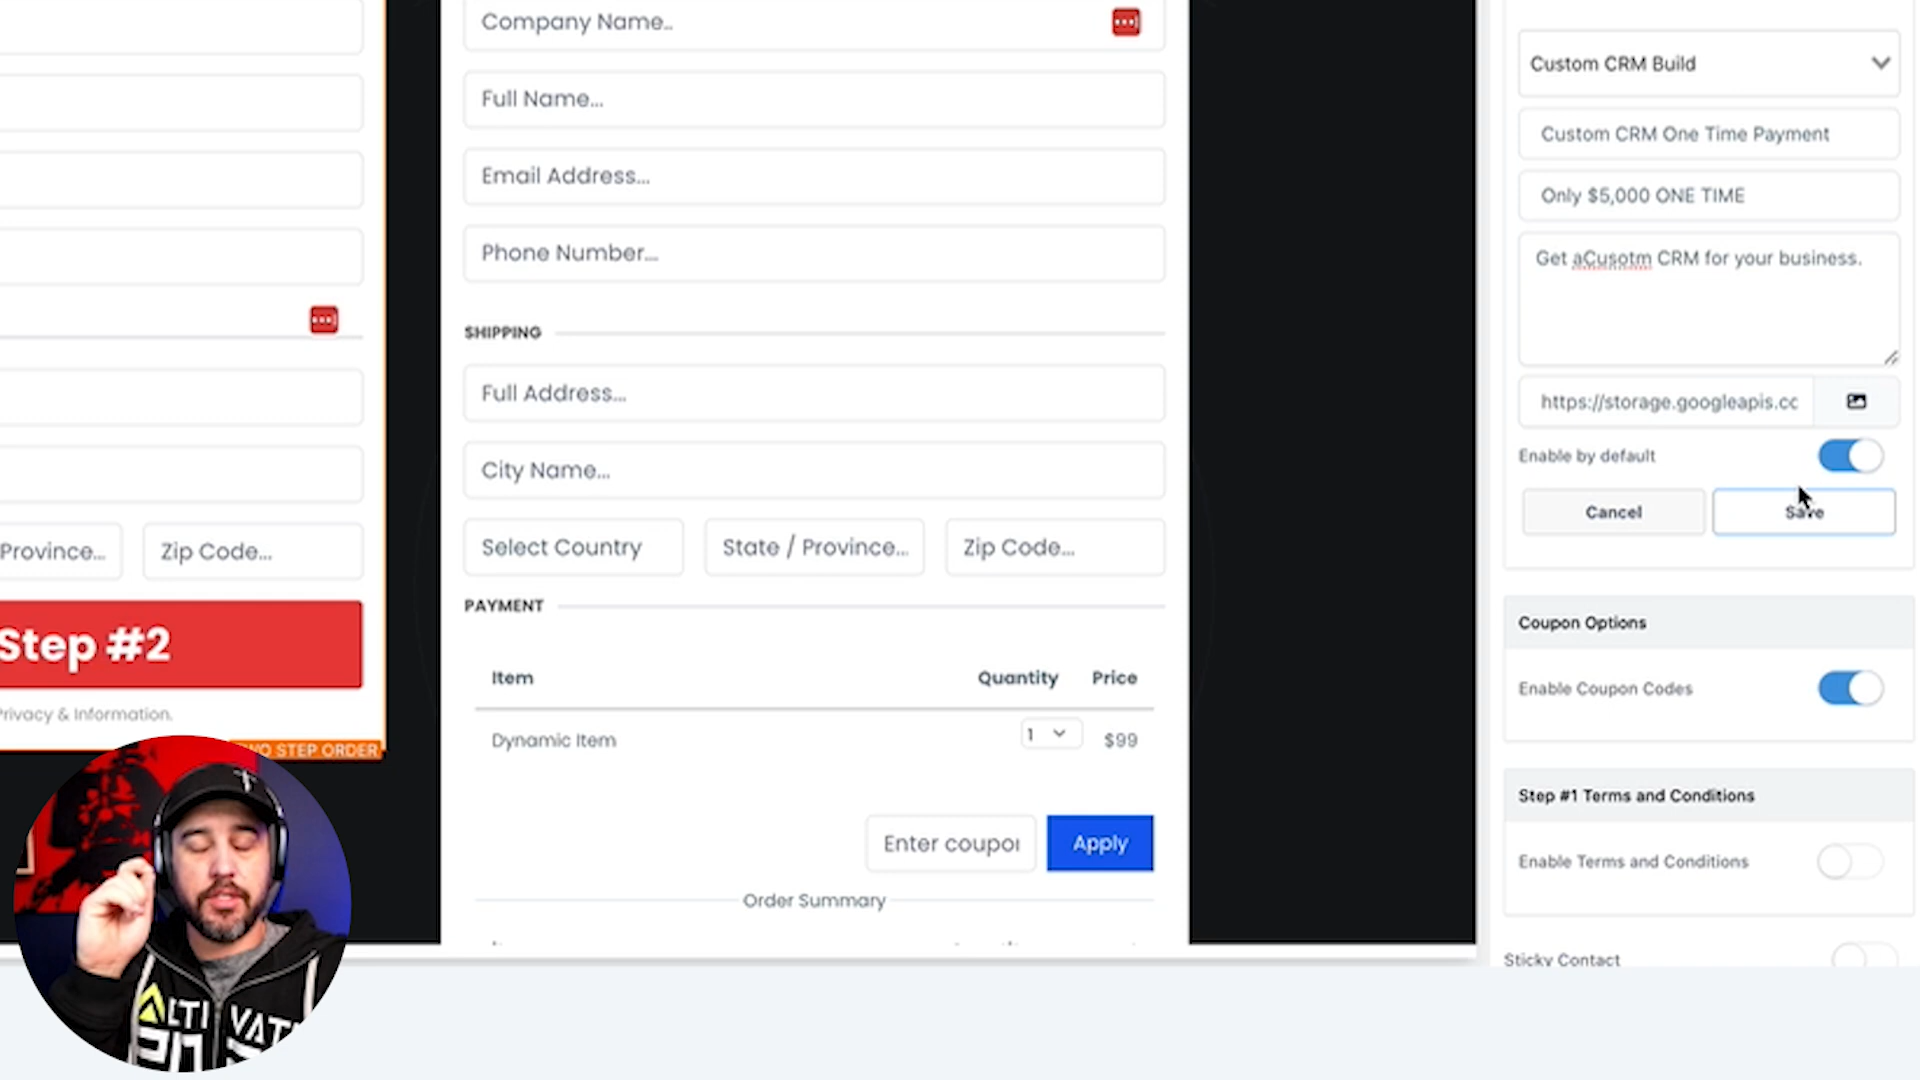 Company Name..
Full Name...
Email Address...
Phone Number...
SHIPPING
Full Address...
City Name...
Select Country
State / Province...
Zip Code...
PAYMENT
Item Quantity Price
Dynamic Item 1 $99
Enter coupo
Apply
Order Summary
Province...
Zip Code...
Step #2
Privacy & Information.
WO STEP ORDER
Custom CRM Build
Custom CRM One Time Payment
Only $5,000 ONE TIME
Get aCusotm CRM for your business.
https://storage.googleapis.cc
Enable by default
Cancel
Save
Coupon Options
Enable Coupon Codes
Step #1 Terms and Conditions
Enable Terms and Conditions
Sticky Contact